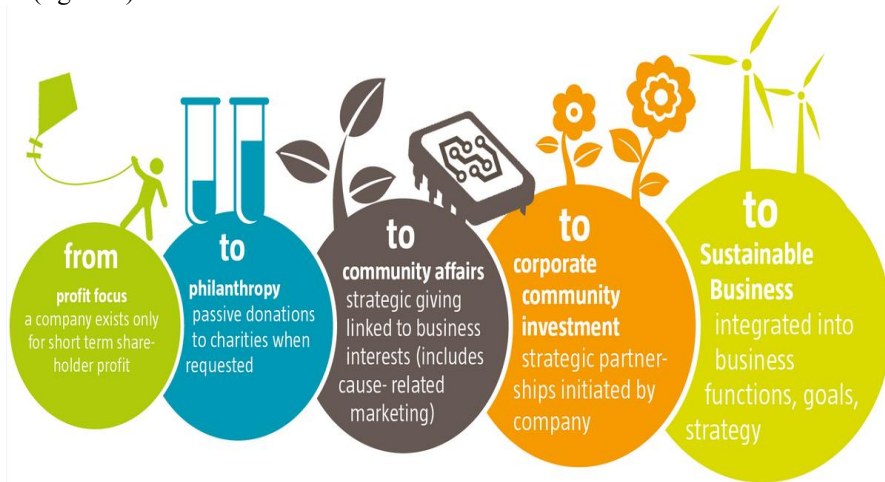 from
profit focus
a company exists only
for short term share-
holder profit
to
philanthropy
passive donations
to charities when
requested
to
community affairs
strategic giving
linked to business
interests (includes
cause- related
marketing)
to
corporate
community
investment
strategic partner-
ships initiated by
company
to
Sustainable
Business
integrated into
business
functions, goals,
strategy